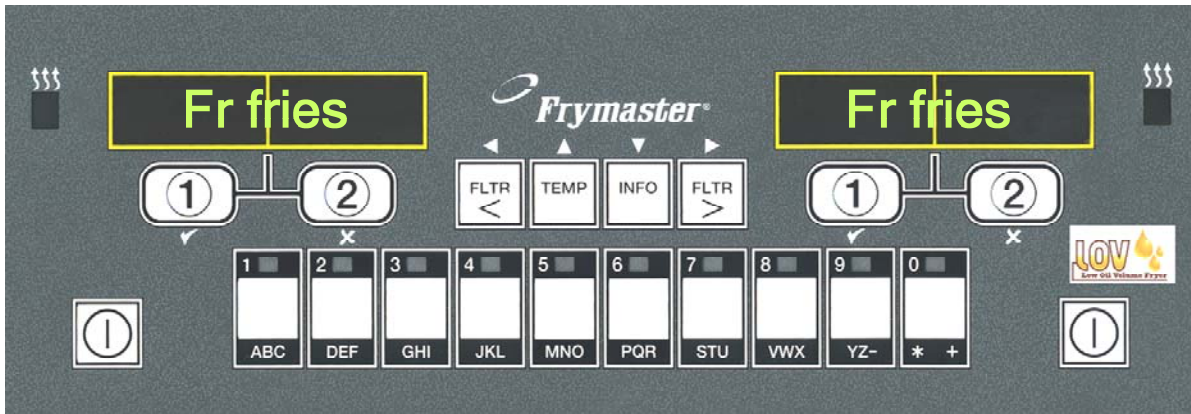 Fr fries
Fr fries
Frymaster®
FLTR
<
TEMP
INFO
FLTR
>
1
2
1
2
LOV
Low Oil Volume Fryer
1
2
3
4
5
6
7
8
9
0
ABC
DEF
GHI
JKL
MNO
PQR
STU
VWX
YZ-
* +